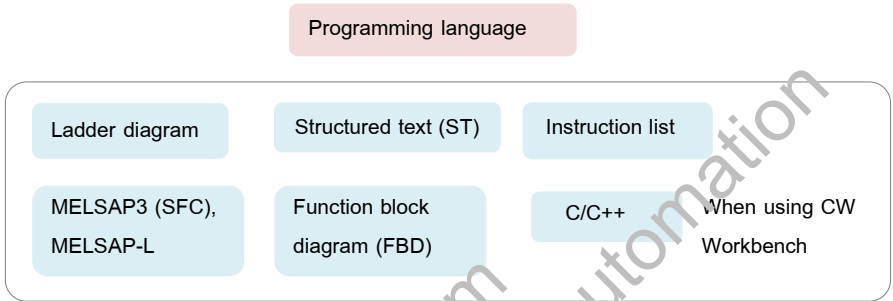 Programming language
Ladder diagram
Structured text (ST)
Instruction list
MELSAP3 (SFC),
MELSAP-L
Function block
diagram (FBD)
C/C++
When using CW
Workbench
utomation
m